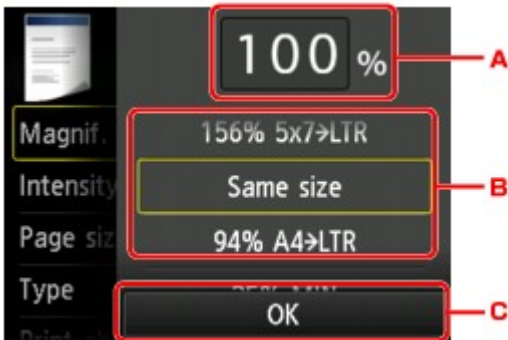 100 %
A
Magnif.
156% 5x7→LTR
Intensity
Same size
B
Page siz
94% A4→LTR
Type
OK
C